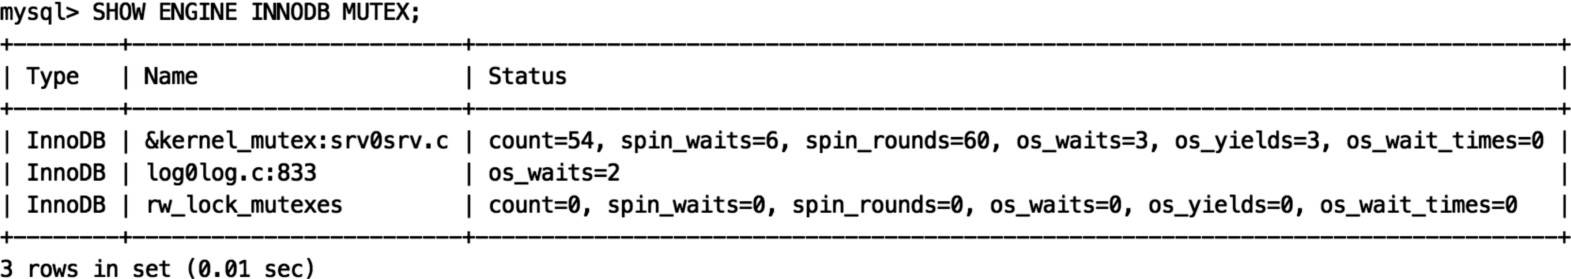 mysql> SHOW ENGINE INNODB MUTEX;
+--------+-------------------------+----------------------------------------------------------------------------------+
| Type   | Name                    | Status                                                                           |
+--------+-------------------------+----------------------------------------------------------------------------------+
| InnoDB | &kernel_mutex:srv0srv.c | count=54, spin_waits=6, spin_rounds=60, os_waits=3, os_yields=3, os_wait_times=0 |
| InnoDB | log0log.c:833           | os_waits=2                                                                       |
| InnoDB | rw_lock_mutexes         | count=0, spin_waits=0, spin_rounds=0, os_waits=0, os_yields=0, os_wait_times=0   |
+--------+-------------------------+----------------------------------------------------------------------------------+
3 rows in set (0.01 sec)